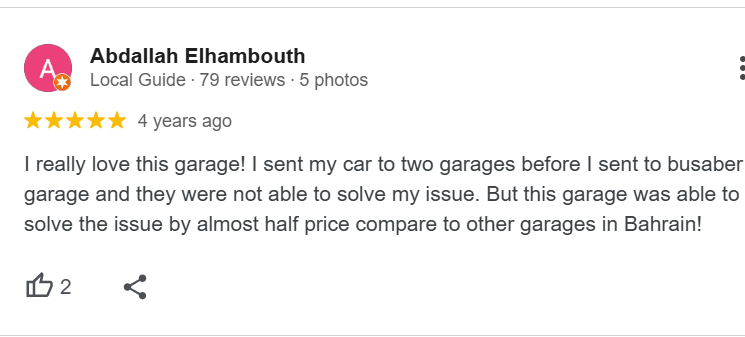 A
Abdallah Elhambouth
Local Guide · 79 reviews · 5 photos
4 years ago
I really love this garage! I sent my car to two garages before I sent to busaber
garage and they were not able to solve my issue. But this garage was able to
solve the issue by almost half price compare to other garages in Bahrain!
2